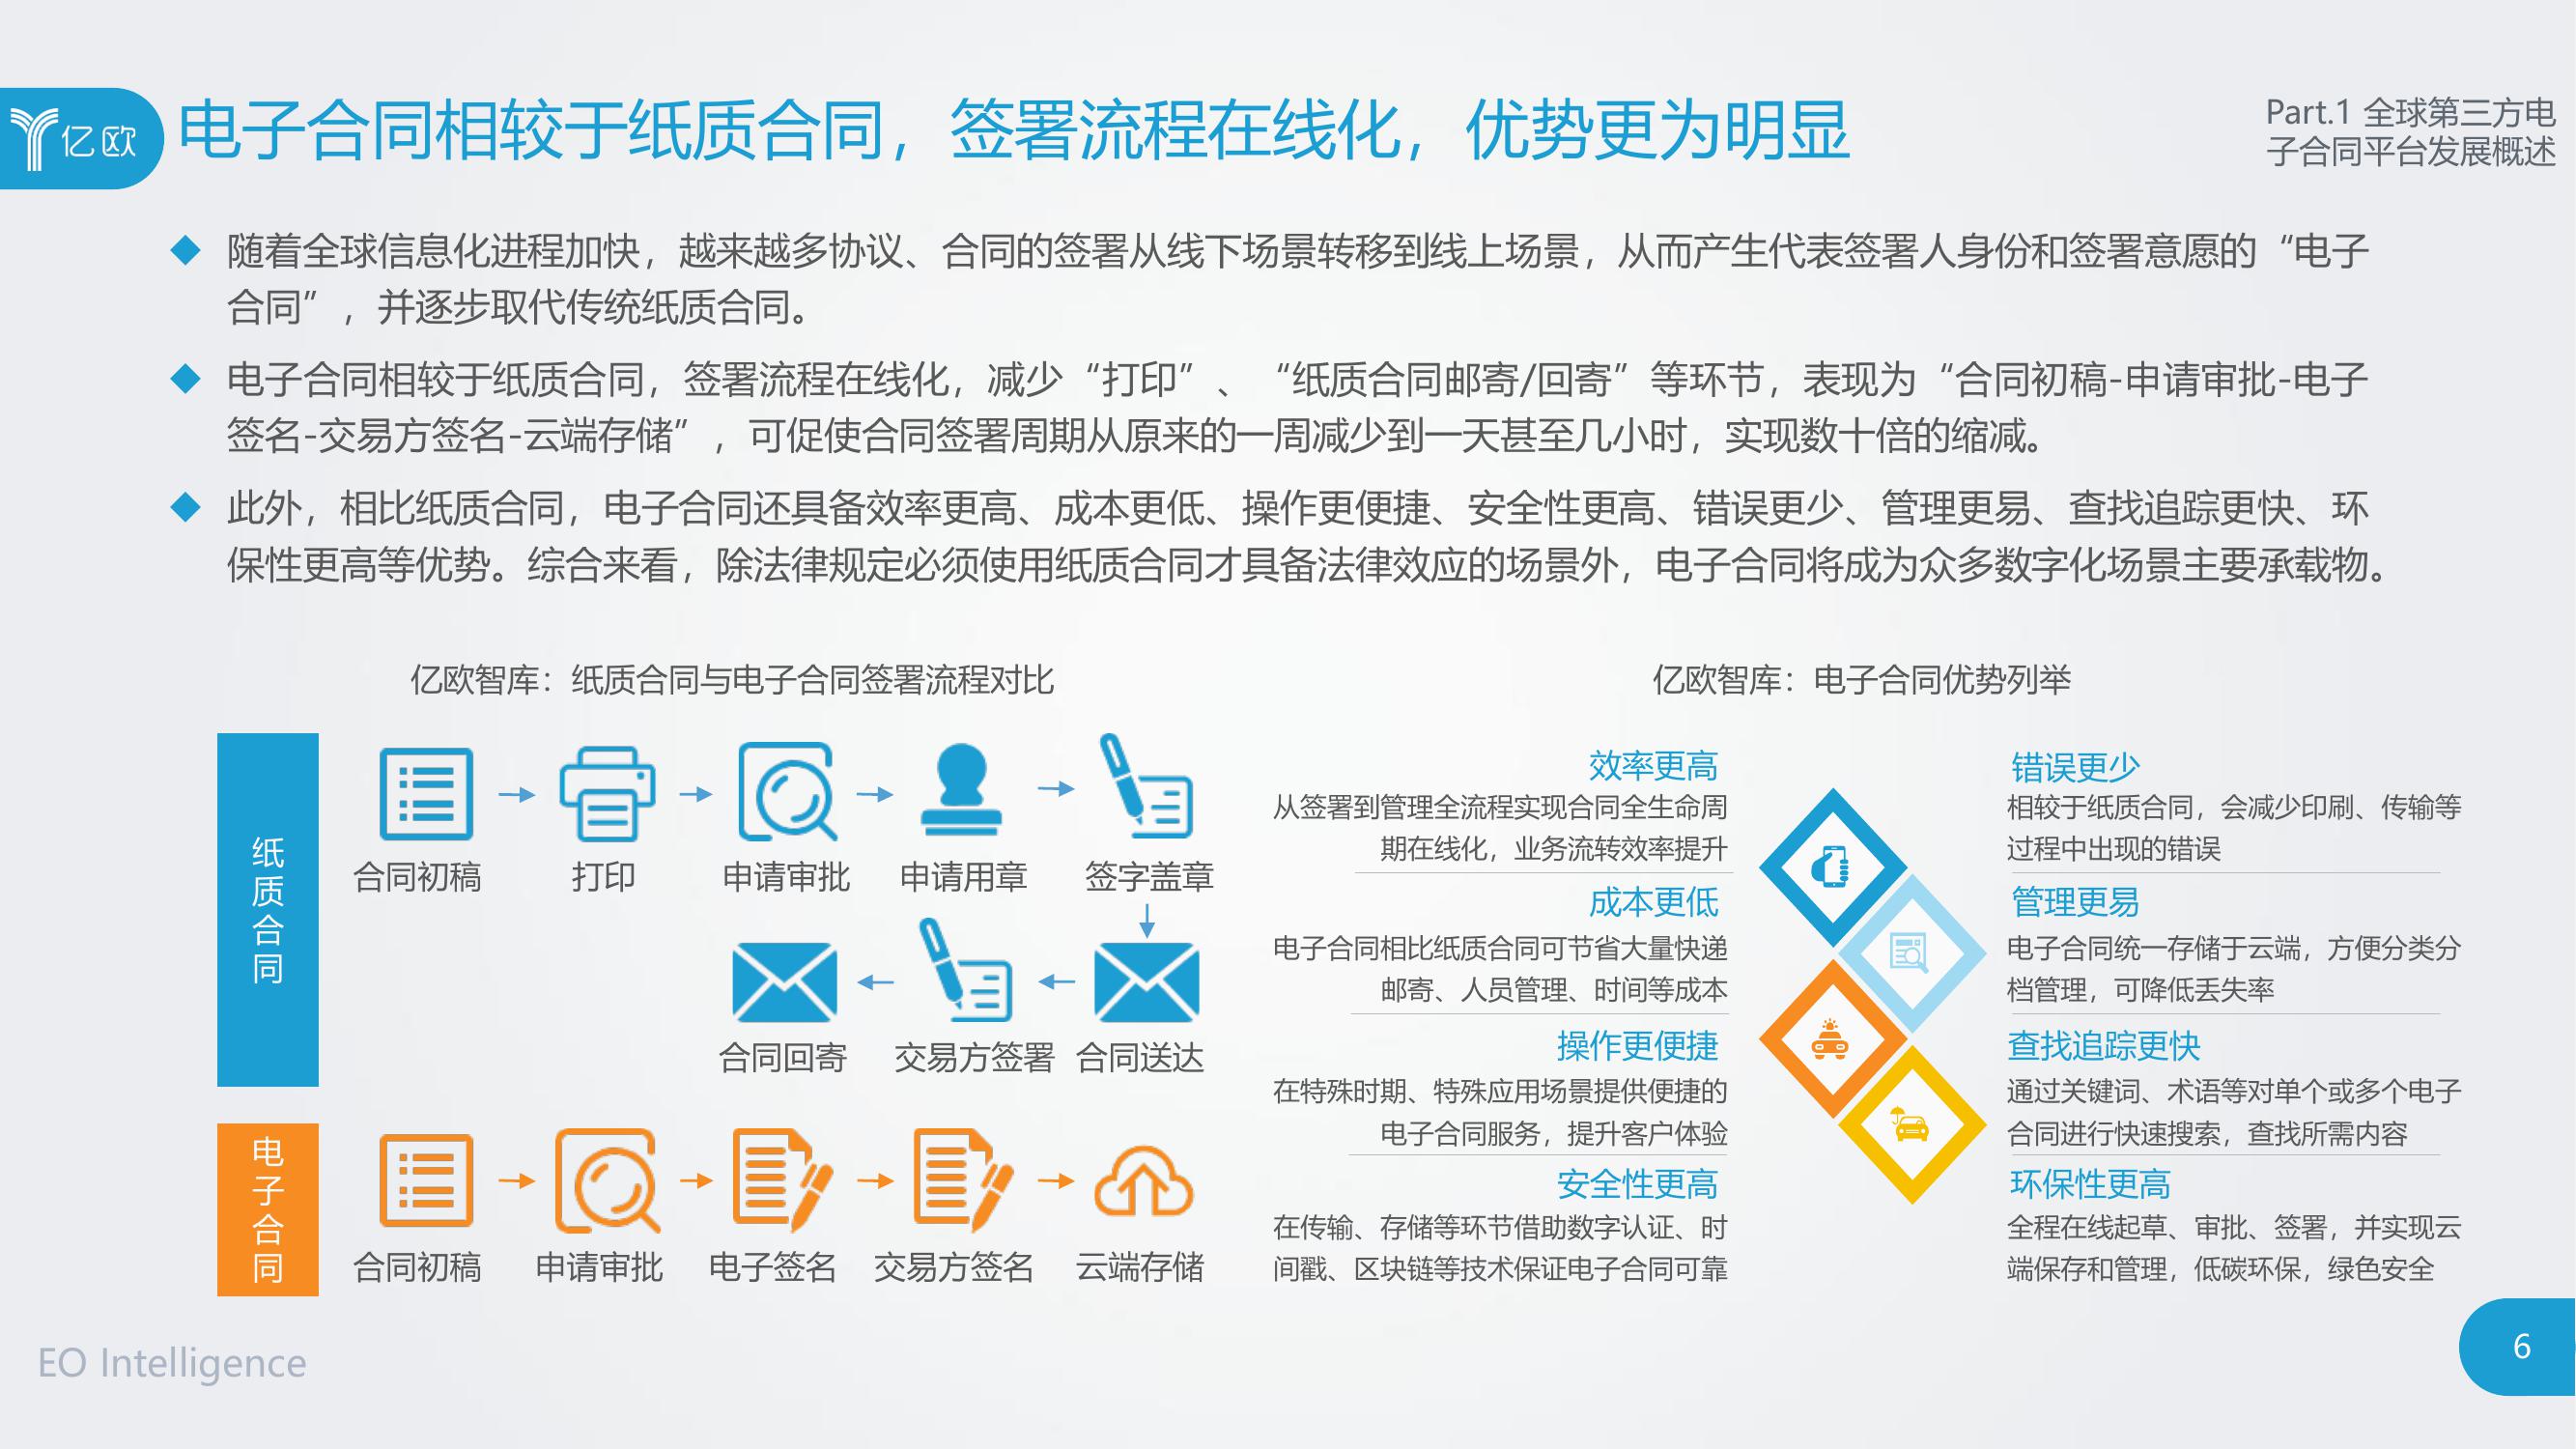 亿欧
电子合同相较于纸质合同，签署流程在线化，优势更为明显
Part.1 全球第三方电
子合同平台发展概述
随着全球信息化进程加快，越来越多协议、合同的签署从线下场景转移到线上场景，从而产生代表签署人身份和签署意愿的“电子
合同”，并逐步取代传统纸质合同。
电子合同相较于纸质合同，签署流程在线化，减少“打印”、“纸质合同邮寄/回寄”等环节，表现为“合同初稿-申请审批-电子
签名-交易方签名-云端存储”，可促使合同签署周期从原来的一周减少到一天甚至几小时，实现数十倍的缩减。
此外，相比纸质合同，电子合同还具备效率更高、成本更低、操作更便捷、安全性更高、错误更少、管理更易、查找追踪更快、环
保性更高等优势。综合来看，除法律规定必须使用纸质合同才具备法律效应的场景外，电子合同将成为众多数字化场景主要承载物。
亿欧智库：纸质合同与电子合同签署流程对比
纸质合同
合同初稿
打印
申请审批
申请用章
签字盖章
合同回寄
交易方签署
合同送达
电子合同
合同初稿
申请审批
电子签名
交易方签名
云端存储
亿欧智库：电子合同优势列举
效率更高
从签署到管理全流程实现合同全生命周
期在线化，业务流转效率提升
成本更低
电子合同相比纸质合同可节省大量快递
邮寄、人员管理、时间等成本
操作更便捷
在特殊时期、特殊应用场景提供便捷的
电子合同服务，提升客户体验
安全性更高
在传输、存储等环节借助数字认证、时
间戳、区块链等技术保证电子合同可靠
错误更少
相较于纸质合同，会减少印刷、传输等
过程中出现的错误
管理更易
电子合同统一存储于云端，方便分类分
档管理，可降低丢失率
查找追踪更快
通过关键词、术语等对单个或多个电子
合同进行快速搜索，查找所需内容
环保性更高
全程在线起草、审批、签署，并实现云
端保存和管理，低碳环保，绿色安全
EO Intelligence
6